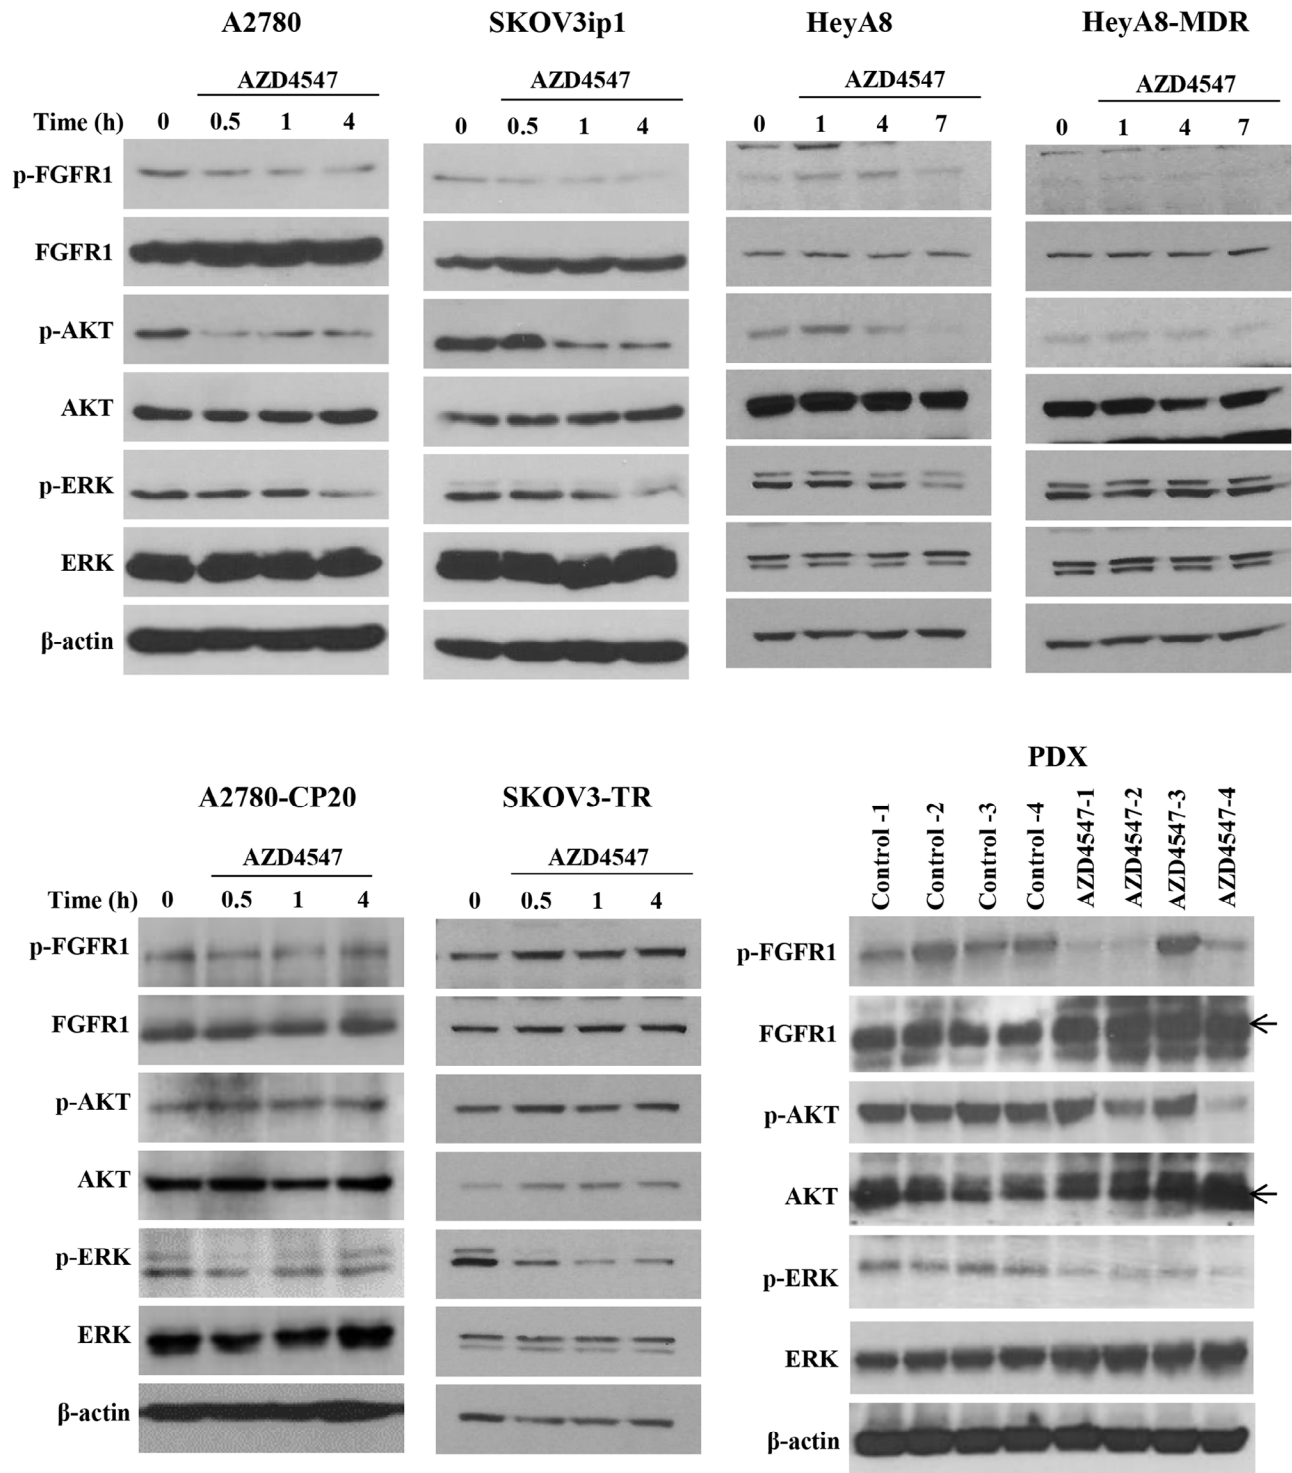 A2780 SKOV3ip1 HeyA8 HeyA8-MDR
AZD4547 AZD4547 AZD4547 AZD4547
Time (h) 0 0.5 1 4 0 0.5 1 4 0 1 4 7 0 1 4 7
p-FGFR1
FGFR1
p-AKT
AKT
p-ERK
ERK
β-actin
PDX
A2780-CP20 SKOV3-TR
AZD4547 AZD4547
Time (h) 0 0.5 1 4 0 0.5 1 4
Control -1
Control -2
Control -3
Control -4
AZD4547-1
AZD4547-2
AZD4547-3
AZD4547-4
p-FGFR1 p-FGFR1
FGFR1 FGFR1
p-AKT p-AKT
AKT AKT
p-ERK p-ERK
ERK ERK
β-actin β-actin